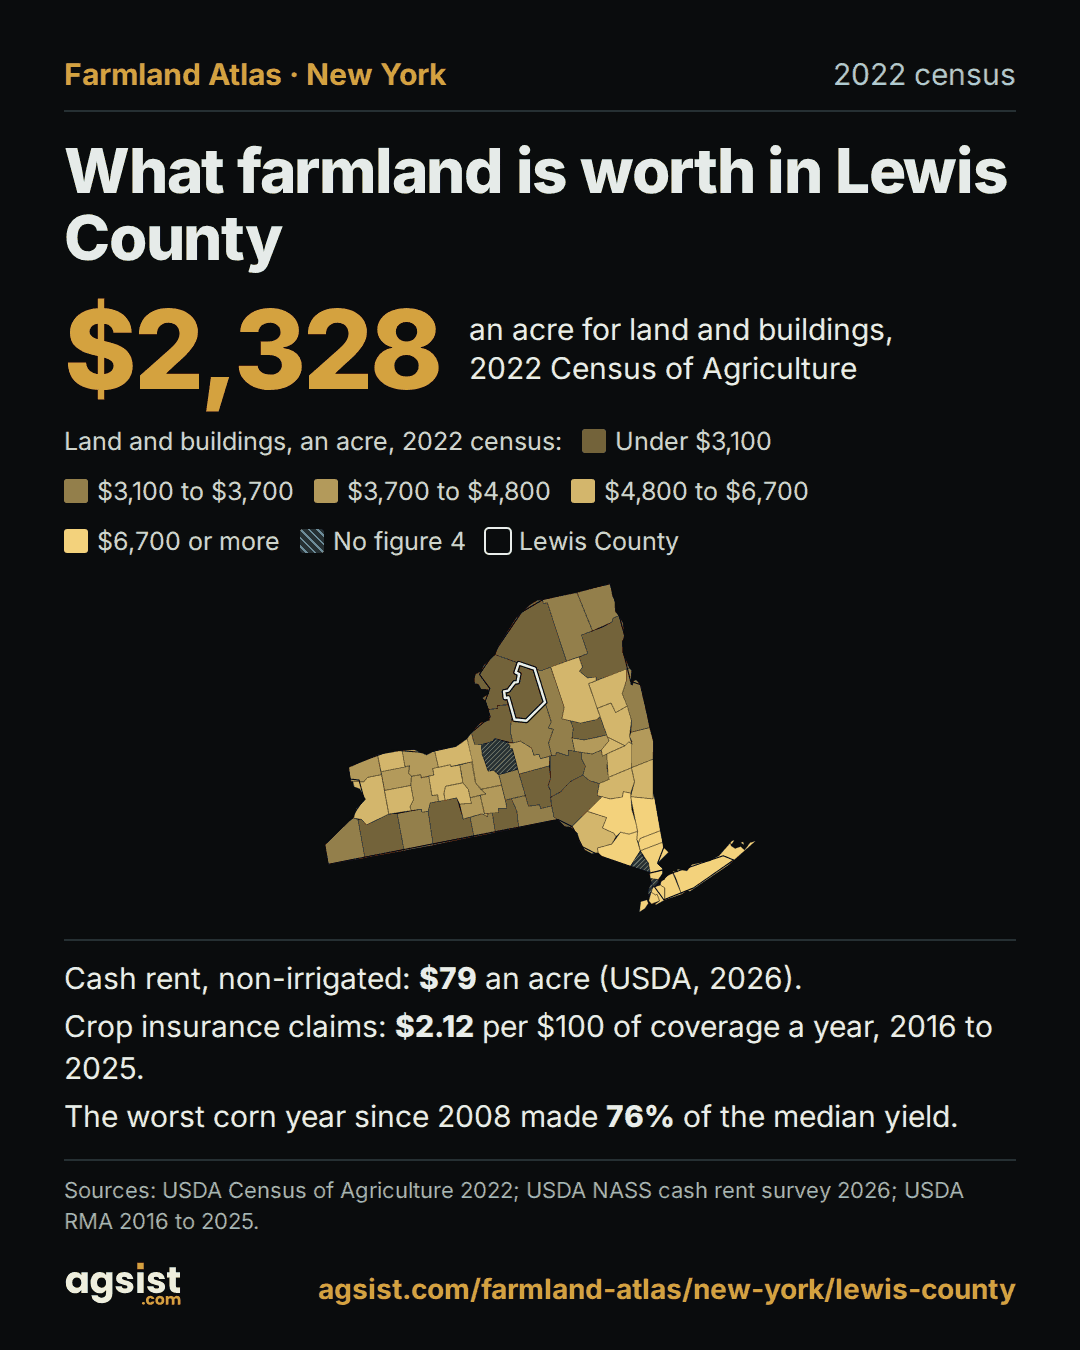 Farmland Atlas · New York
2022 census
What farmland is worth in Lewis
County
$2,328
an acre for land and buildings,
2022 Census of Agriculture
Land and buildings, an acre, 2022 census: Under $3,100
$3,100 to $3,700 $3,700 to $4,800 $4,800 to $6,700
$6,700 or more No figure 4 Lewis County
Cash rent, non-irrigated: $79 an acre (USDA, 2026).
Crop insurance claims: $2.12 per $100 of coverage a year, 2016 to
2025.
The worst corn year since 2008 made 76% of the median yield.
Sources: USDA Census of Agriculture 2022; USDA NASS cash rent survey 2026; USDA
RMA 2016 to 2025.
agsist
.com
agsist.com/farmland-atlas/new-york/lewis-county